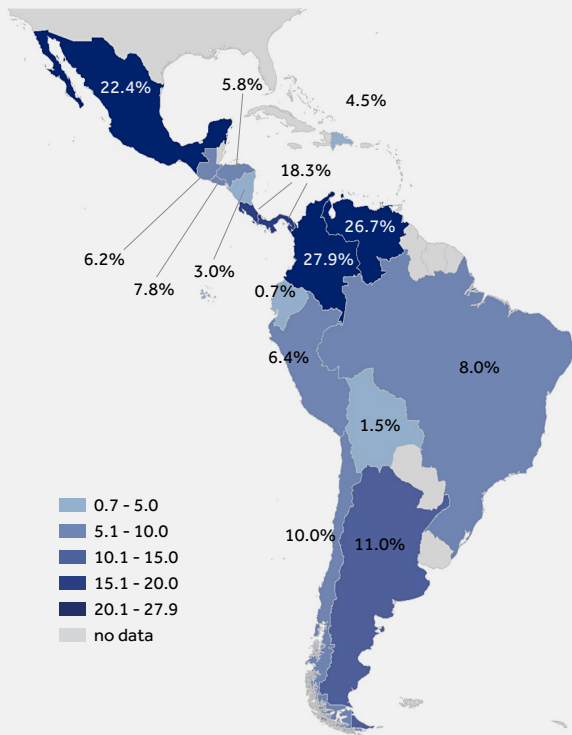 22.4%
5.8%
4.5%
18.3%
26.7%
6.2%
3.0%
27.9%
7.8%
0.7%
6.4%
8.0%
1.5%
10.0%
11.0%
0.7 - 5.0
5.1 - 10.0
10.1 - 15.0
15.1 - 20.0
20.1 - 27.9
no data